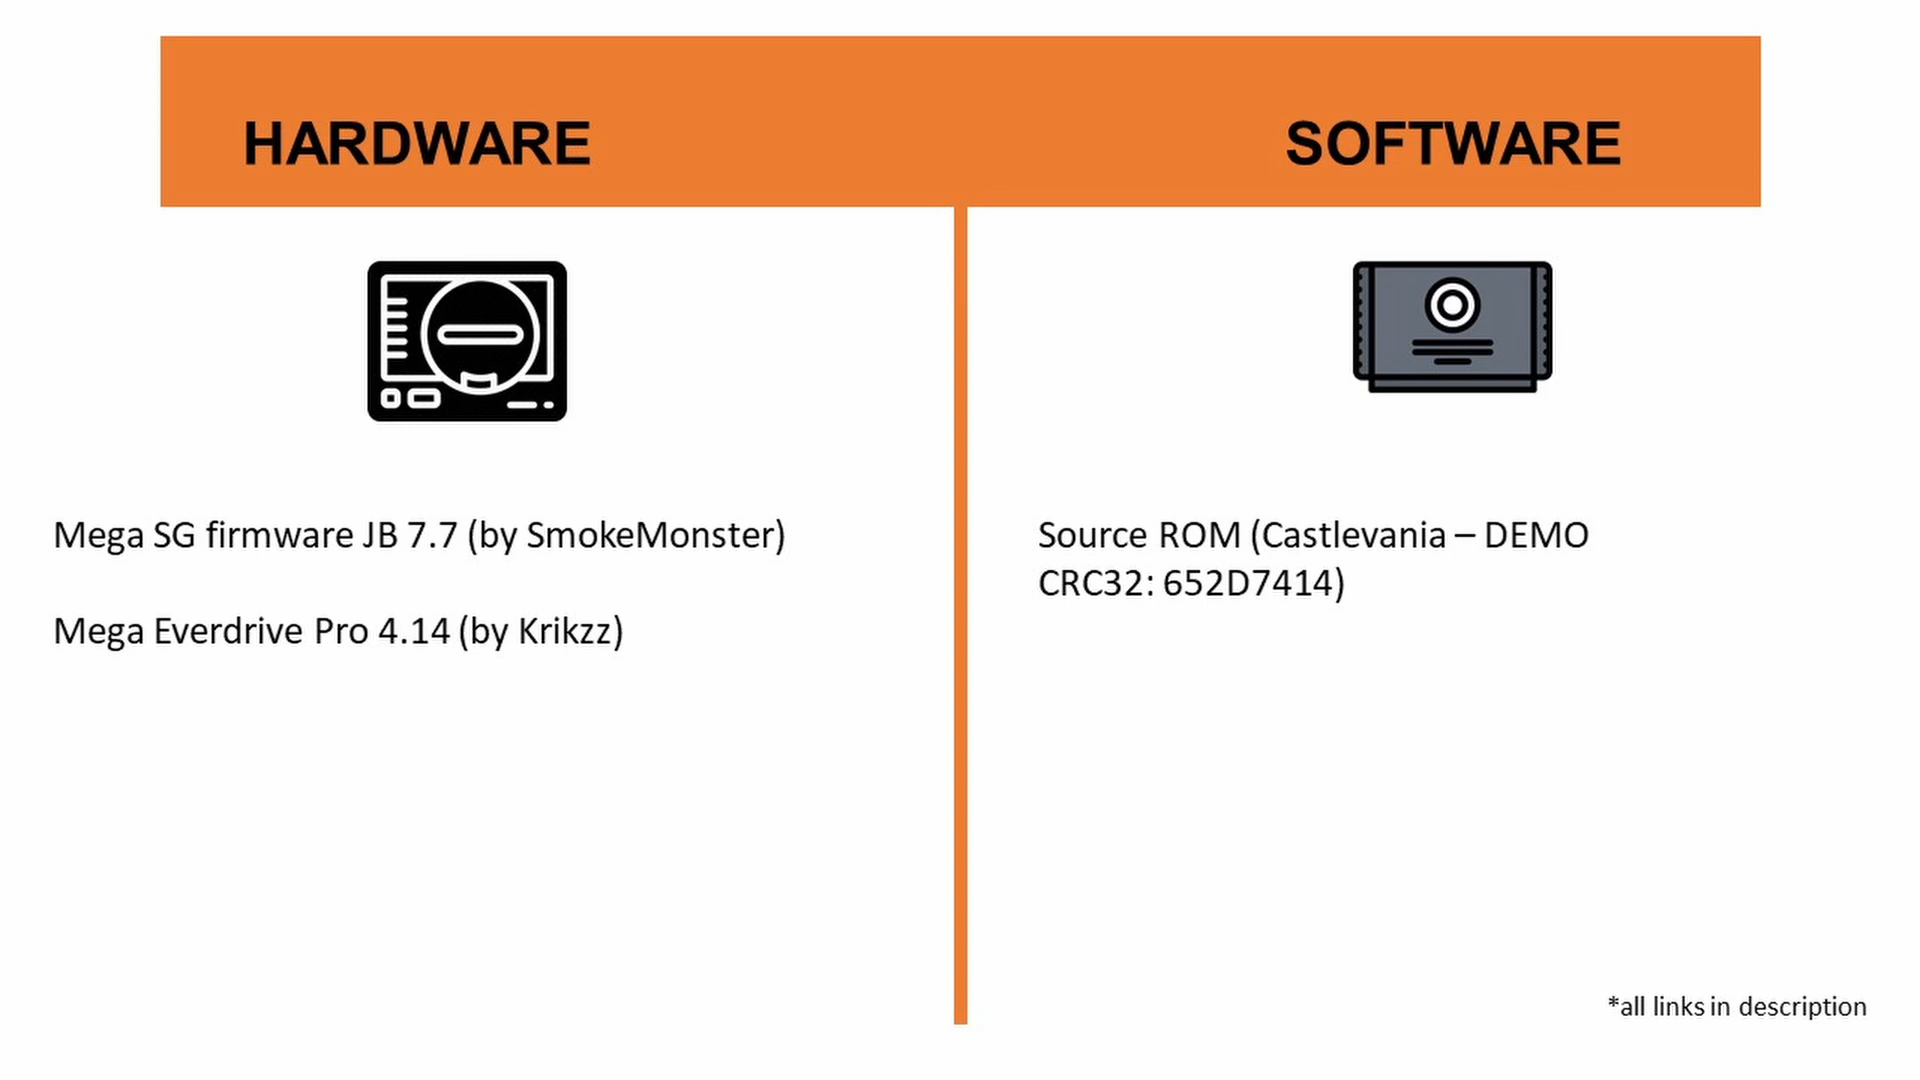 HARDWARE
SOFTWARE
Mega SG firmware JB 7.7 (by SmokeMonster)
Mega Everdrive Pro 4.14 (by Krikzz)
Source ROM (Castlevania – DEMO
CRC32: 652D7414)
*all links in description